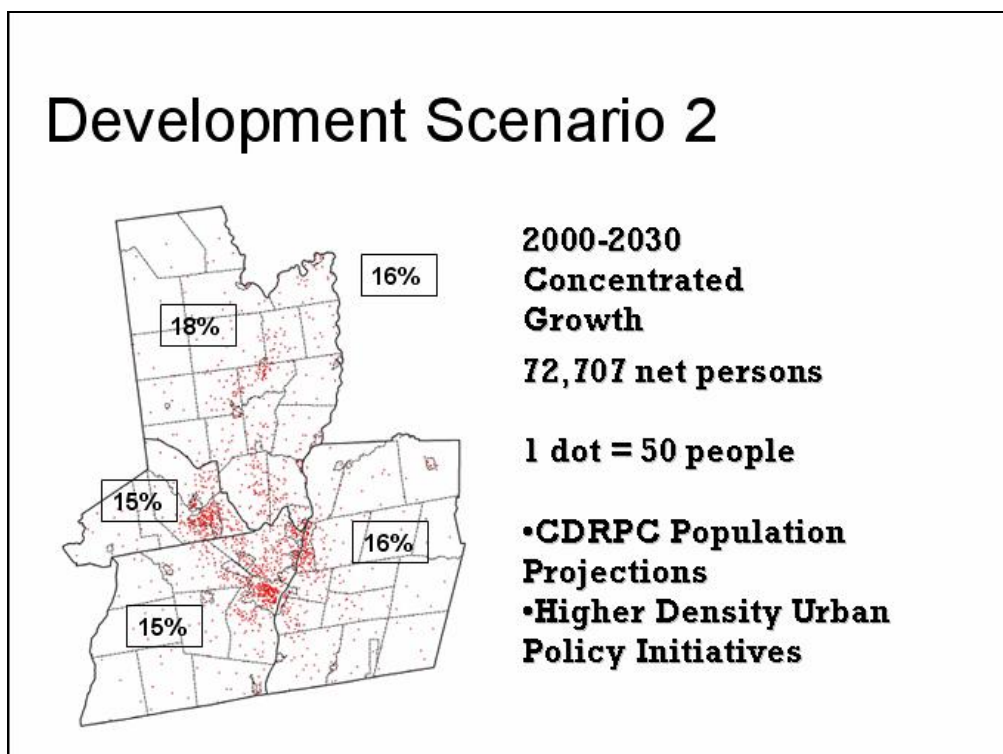 Development Scenario 2
16%
18%
15%
16%
15%
2000-2030
Concentrated
Growth
72,707 net persons
1 dot = 50 people
•CDRPC Population
Projections
•Higher Density Urban
Policy Initiatives